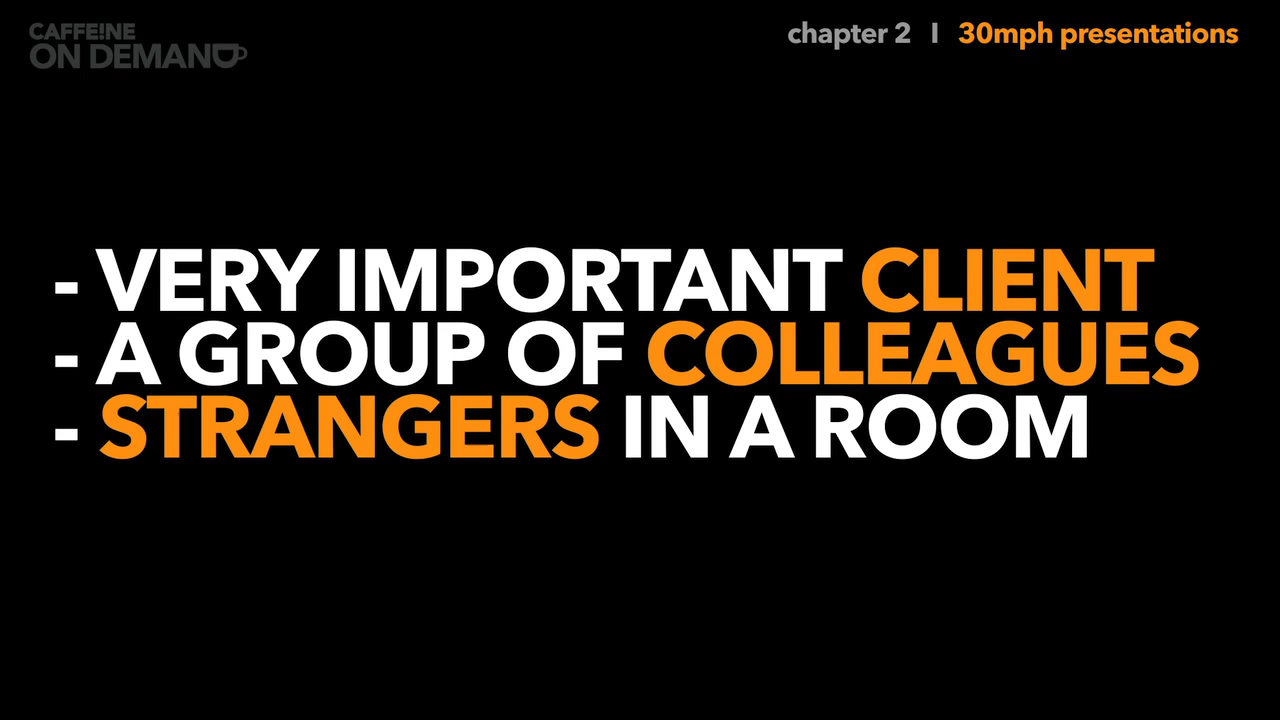 CAFFE!NE
ON DEMAND
chapter 2 | 30mph presentations
- VERY IMPORTANT CLIENT
- A GROUP OF COLLEAGUES
- STRANGERS IN A ROOM